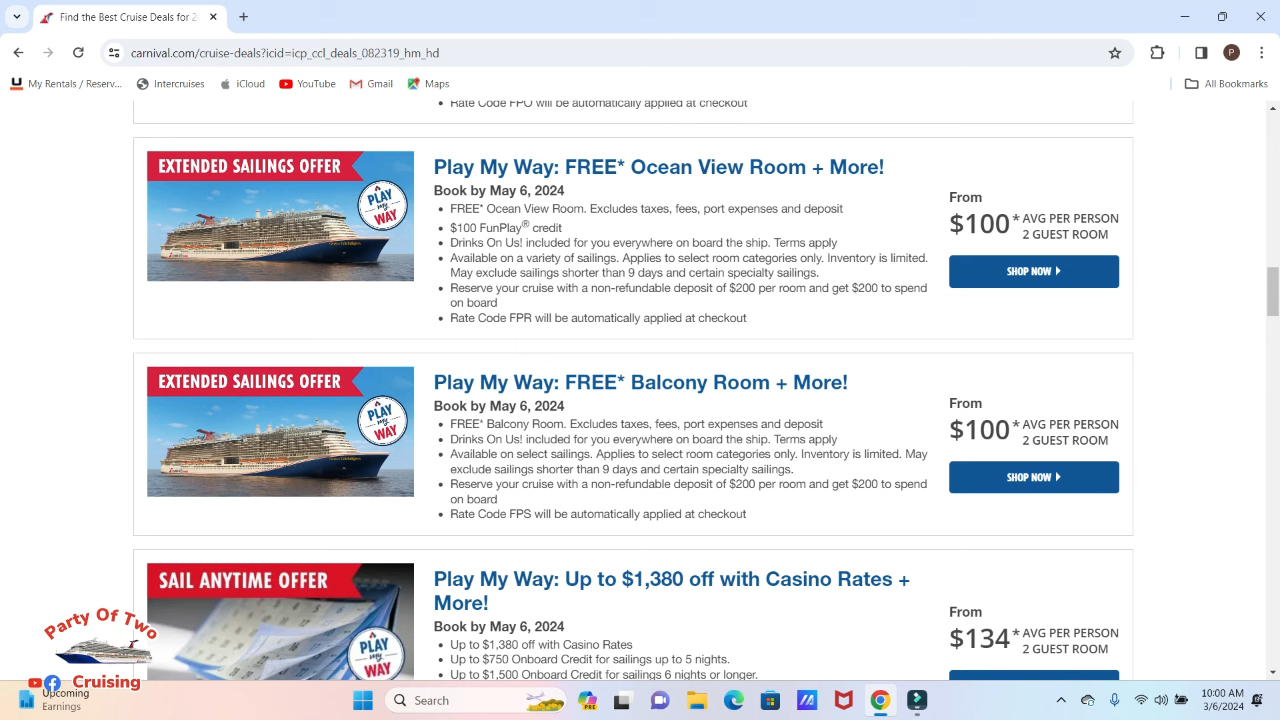 Find the Best Cruise Deals 2
carnival.com/cruise-deals?icid=icp_ccl_deals_082319_hm_hd
P
My Rentals / Reserv...
Intercruises
iCloud
YouTube
Gmail
Maps
All Bookmarks
• Rate Code FPO will be automatically applied at checkout
EXTENDED SAILINGS OFFER
PLAY my WAY
Play My Way: FREE* Ocean View Room + More!
Book by May 6, 2024
• FREE* Ocean View Room. Excludes taxes, fees, port expenses and deposit
• $100 FunPlay® credit
• Drinks On Us! included for you everywhere on board the ship. Terms apply
• Available on a variety of sailings. Applies to select room categories only. Inventory is limited.
May exclude sailings shorter than 9 days and certain specialty sailings.
• Reserve your cruise with a non-refundable deposit of $200 per room and get $200 to spend
on board
• Rate Code FPR will be automatically applied at checkout
From
$100* AVG PER PERSON
2 GUEST ROOM
SHOP NOW
EXTENDED SAILINGS OFFER
PLAY my WAY
Play My Way: FREE* Balcony Room + More!
Book by May 6, 2024
• FREE* Balcony Room. Excludes taxes, fees, port expenses and deposit
• Drinks On Us! included for you everywhere on board the ship. Terms apply
• Available on select sailings. Applies to select room categories only. Inventory is limited. May
exclude sailings shorter than 9 days and certain specialty sailings.
• Reserve your cruise with a non-refundable deposit of $200 per room and get $200 to spend
on board
• Rate Code FPS will be automatically applied at checkout
From
$100* AVG PER PERSON
2 GUEST ROOM
SHOP NOW
SAIL ANYTIME OFFER
PLAY my WAY
Play My Way: Up to $1,380 off with Casino Rates +
More!
Book by May 6, 2024
• Up to $1,380 off with Casino Rates
• Up to $750 Onboard Credit for sailings up to 5 nights.
• Up to $1,500 Onboard Credit for sailings 6 nights or longer.
From
$134* AVG PER PERSON
2 GUEST ROOM
Party Of Two
Cruising
Upcoming
Earnings
Search
PRE
10:00 AM
3/6/2024